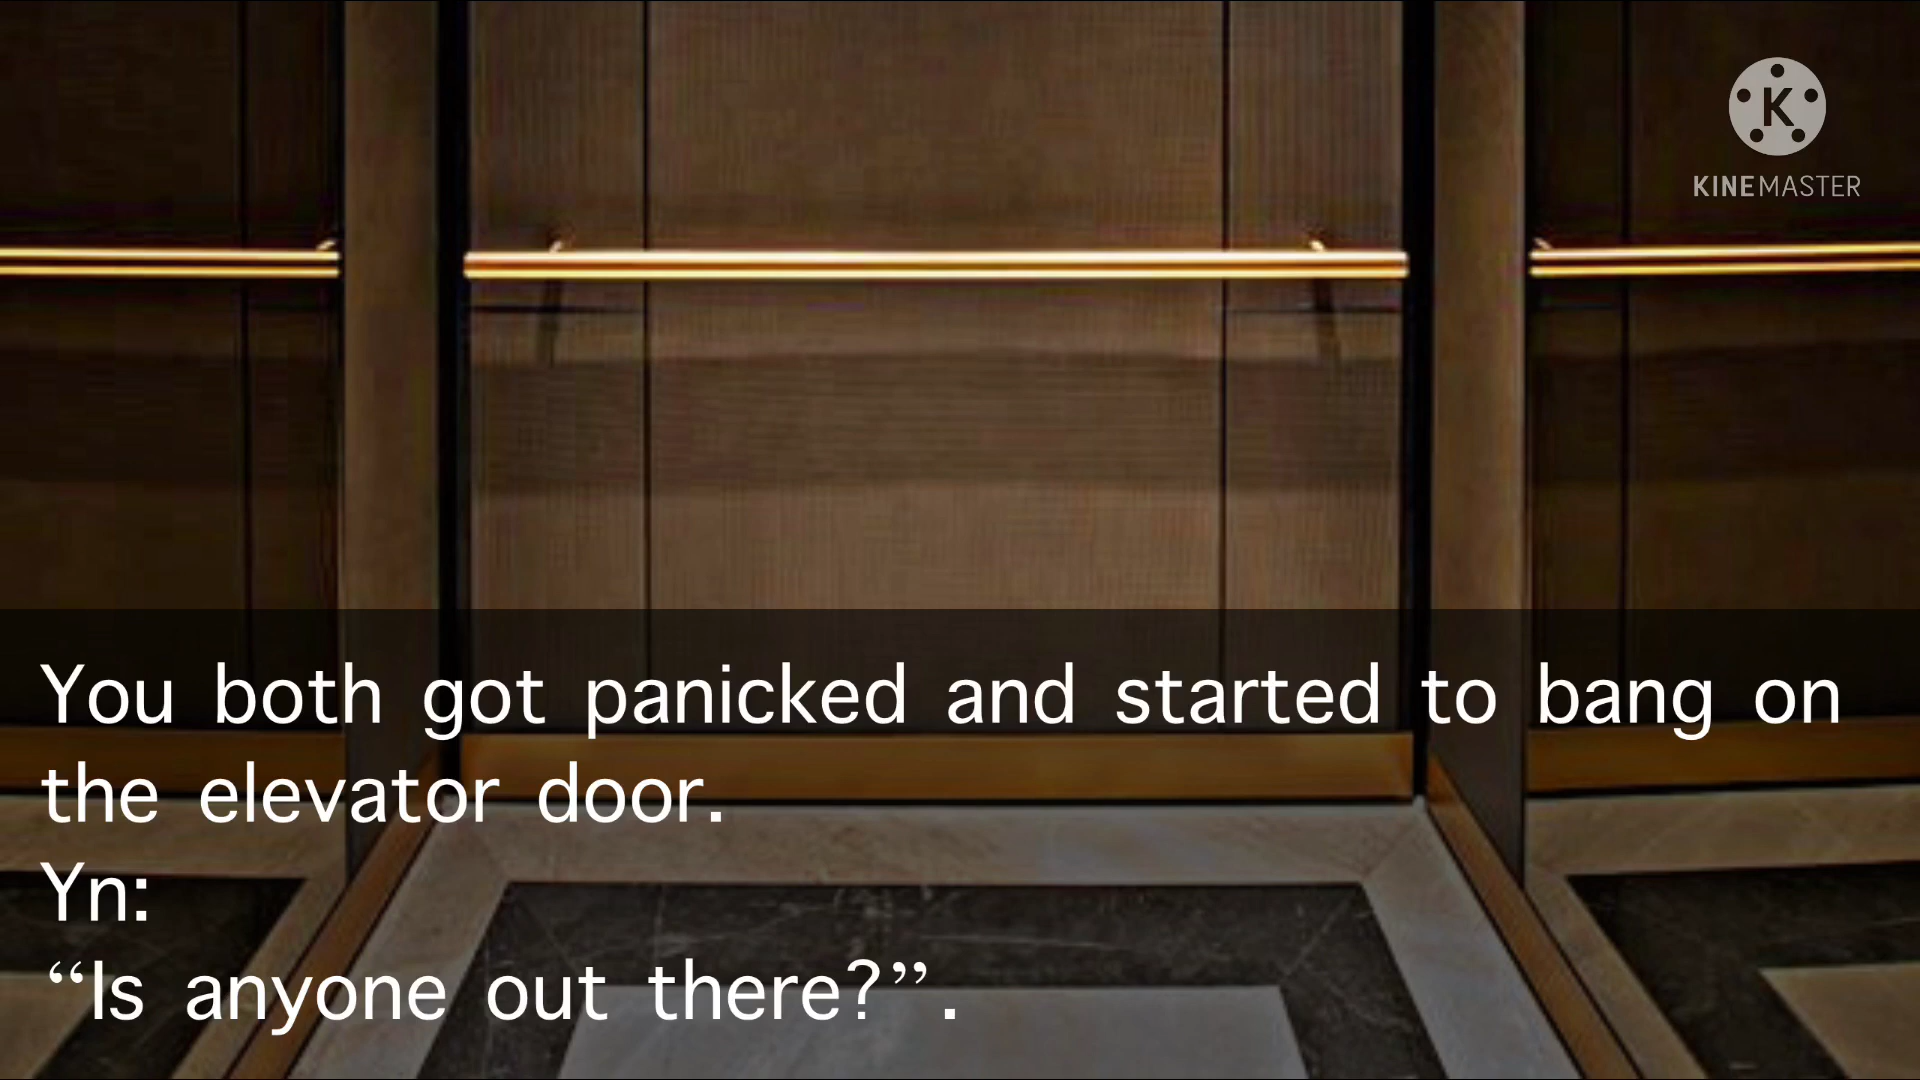 K
KINEMASTER
You both got panicked and started to bang on
the elevator door.
Yn:
“Is anyone out there?”.